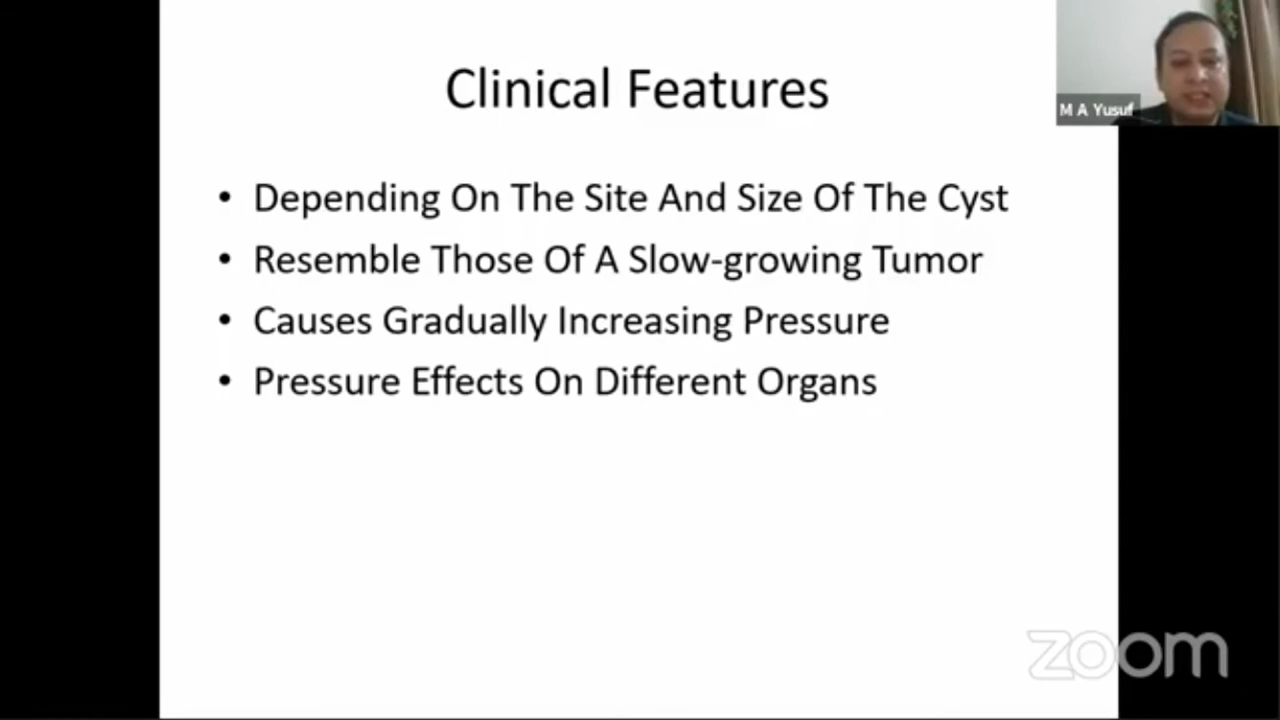 Clinical Features
M A Yusuf
• Depending On The Site And Size Of The Cyst
• Resemble Those Of A Slow-growing Tumor
• Causes Gradually Increasing Pressure
• Pressure Effects On Different Organs
zoom